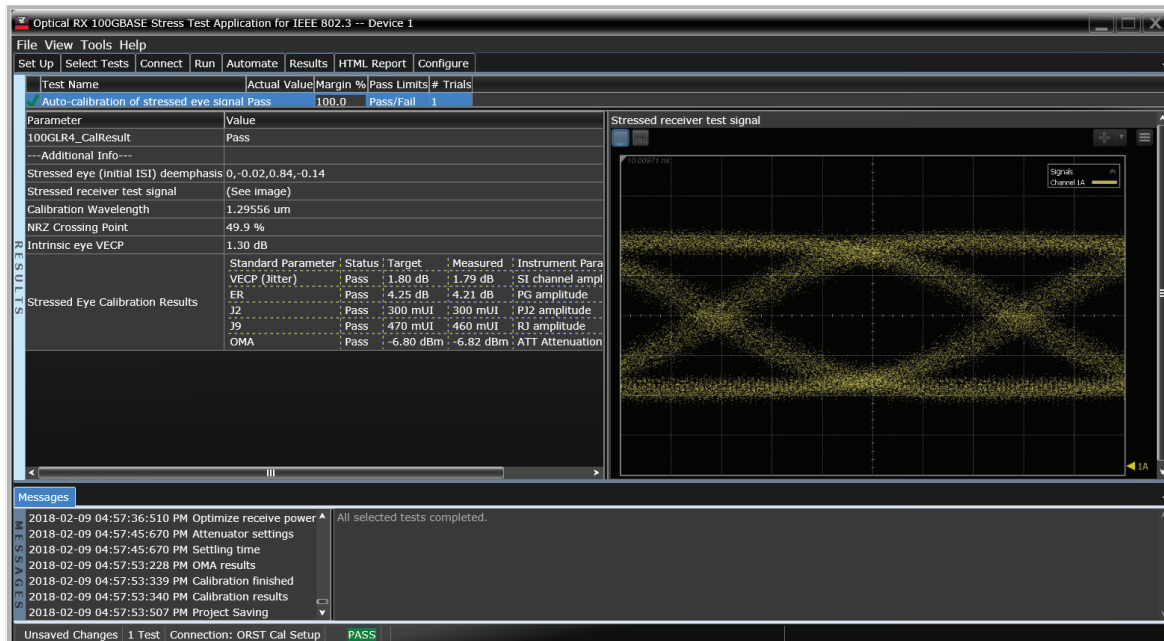 Optical RX 100GBASE Stress Test Application for IEEE 802.3 -- Device 1
File View Tools Help
Set Up Select Tests Connect Run Automate Results HTML Report Configure
Test Name Actual Value Margin % Pass Limits # Trials
Auto-calibration of stressed eye signal Pass 100.0 Pass/Fail 1
Parameter Value
100GLR4_CalResult Pass
---Additional Info---
Stressed eye (initial ISI) deemphasis 0,-0.02,0.84,-0.14
Stressed receiver test signal (See image)
Calibration Wavelength 1.29556 um
NRZ Crossing Point 49.9 %
Intrinsic eye VECP 1.30 dB
Stressed Eye Calibration Results
Standard Parameter Status Target Measured Instrument Para
VECP (Jitter) Pass 1.80 dB 1.79 dB SI channel ampl
ER Pass 4.25 dB 4.21 dB PG amplitude
J2 Pass 300 mUI 300 mUI PJ2 amplitude
J9 Pass 470 mUI 460 mUI RJ amplitude
OMA Pass -6.80 dBm -6.82 dBm ATT Attenuation
RESULTS
Stressed receiver test signal
10.00971 ns
Signals
Channel 1A
1A
Messages
MESSAGES
2018-02-09 04:57:36:510 PM Optimize receive power
2018-02-09 04:57:45:670 PM Attenuator settings
2018-02-09 04:57:45:670 PM Settling time
2018-02-09 04:57:53:228 PM OMA results
2018-02-09 04:57:53:339 PM Calibration finished
2018-02-09 04:57:53:340 PM Calibration results
2018-02-09 04:57:53:507 PM Project Saving
All selected tests completed.
Unsaved Changes 1 Test Connection: ORST Cal Setup PASS